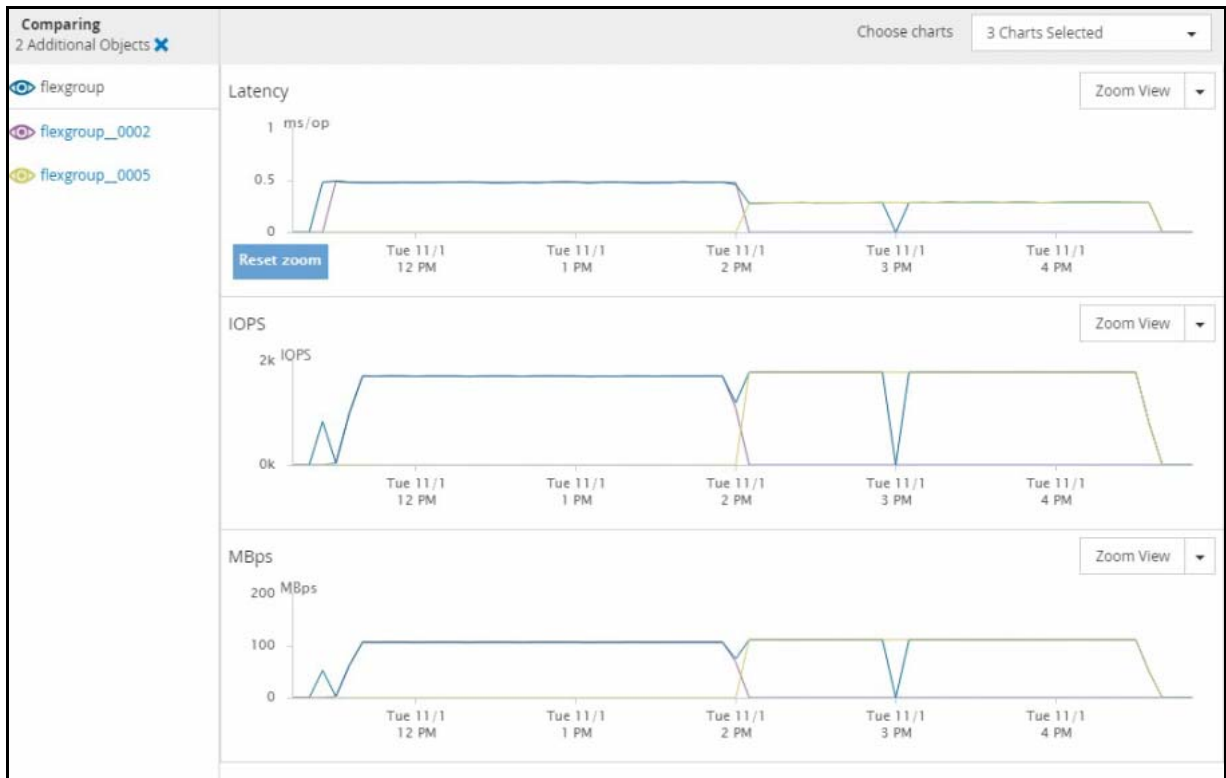 Comparing
2 Additional Objects
Choose charts
3 Charts Selected
flexgroup
flexgroup__0002
flexgroup__0005
Latency
Zoom View
1 ms/op
0.5
0
Reset zoom
Tue 11/1 Tue 11/1 Tue 11/1 Tue 11/1 Tue 11/1
12 PM 1 PM 2 PM 3 PM 4 PM
IOPS
Zoom View
2k IOPS
0k
Tue 11/1 Tue 11/1 Tue 11/1 Tue 11/1 Tue 11/1
12 PM 1 PM 2 PM 3 PM 4 PM
MBps
Zoom View
200 MBps
100
0
Tue 11/1 Tue 11/1 Tue 11/1 Tue 11/1 Tue 11/1
12 PM 1 PM 2 PM 3 PM 4 PM